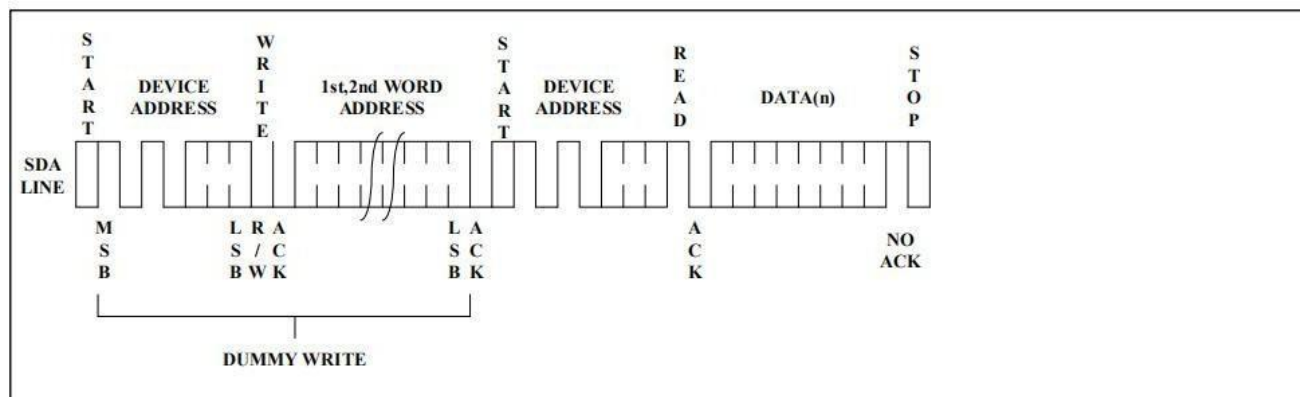 START
WRITE
START
READ
STOP
DEVICE
ADDRESS
1st,2nd WORD
ADDRESS
DEVICE
ADDRESS
DATA(n)
SDA
LINE
MSB
LSB
R/W
ACK
LSB
ACK
ACK
NO
ACK
DUMMY WRITE